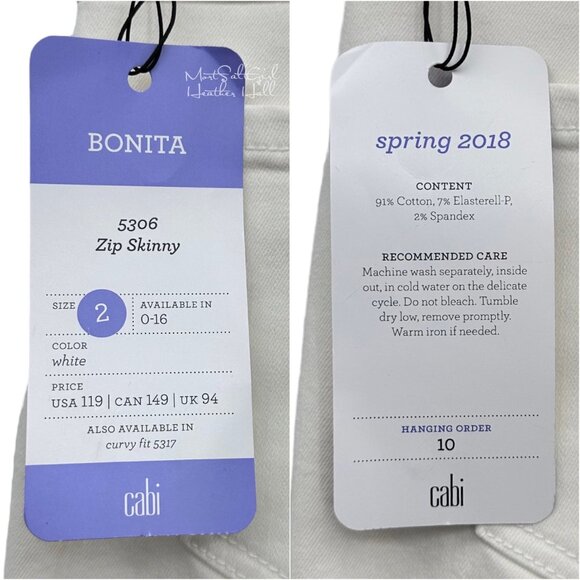 MartSaltGirl
Heather Hall
BONITA
5306
Zip Skinny
SIZE 2 AVAILABLE IN
0-16
COLOR
white
PRICE
USA 119 | CAN 149 | UK 94
ALSO AVAILABLE IN
curvy fit 5317
cabi
spring 2018
CONTENT
91% Cotton, 7% Elasterell-P,
2% Spandex
RECOMMENDED CARE
Machine wash separately, inside
out, in cold water on the delicate
cycle. Do not bleach. Tumble
dry low, remove promptly.
Warm iron if needed.
HANGING ORDER
10
cabi